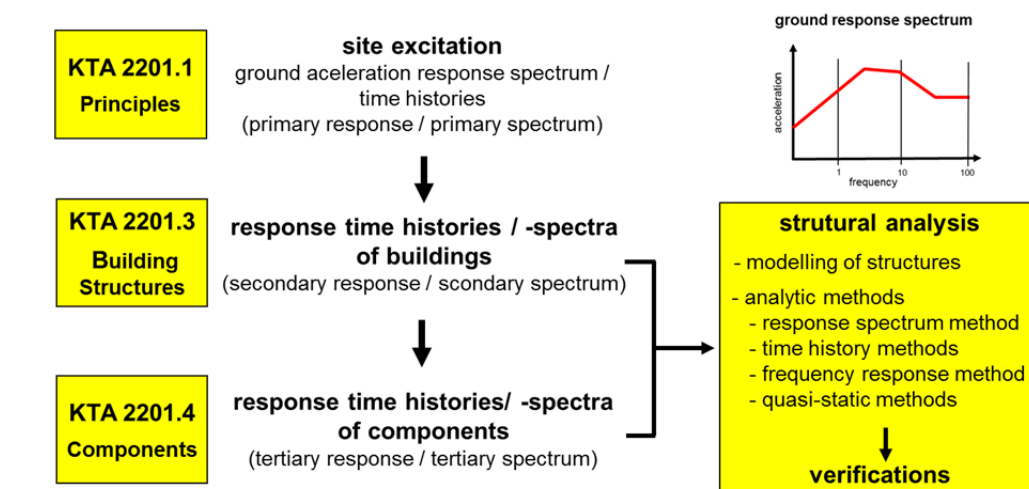 KTA 2201.1
Principles
site excitation
ground aceleration response spectrum /
time histories
(primary response / primary spectrum)
ground response spectrum
acceleration
1
10
100
frequency
KTA 2201.3
Building
Structures
response time histories / -spectra
of buildings
(secondary response / scondary spectrum)
KTA 2201.4
Components
response time histories/ -spectra
of components
(tertiary response / tertiary spectrum)
strutural analysis
- modelling of structures
- analytic methods
- response spectrum method
- time history methods
- frequency response method
- quasi-static methods
verifications